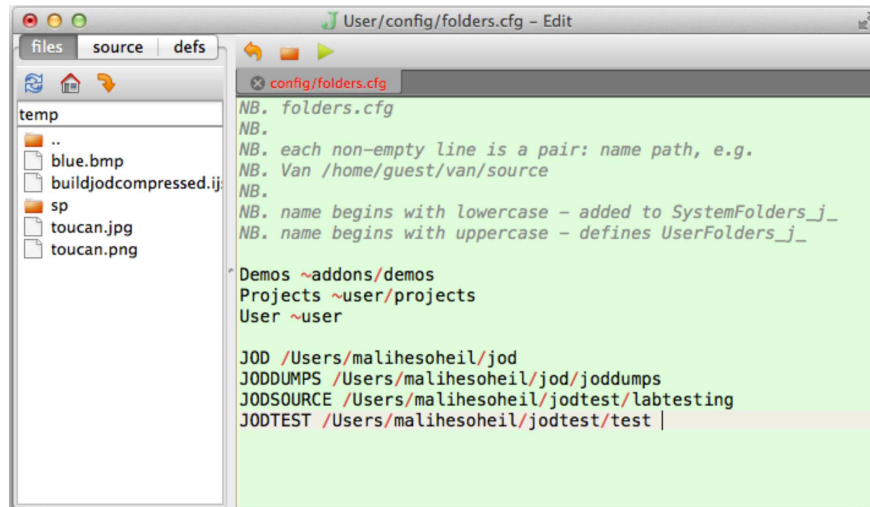 User/config/folders.cfg – Edit
files source defs
temp
..
blue.bmp
buildjodcompressed.ij
sp
toucan.jpg
toucan.png
config/folders.cfg
NB. folders.cfg
NB.
NB. each non-empty line is a pair: name path, e.g.
NB. Van /home/guest/van/source
NB.
NB. name begins with lowercase – added to SystemFolders_j_
NB. name begins with uppercase – defines UserFolders_j_
Demos ~addons/demos
Projects ~user/projects
User ~user
JOD /Users/malihesoheil/jod
JODDUMPS /Users/malihesoheil/jod/joddumps
JODSOURCE /Users/malihesoheil/jodtest/labtesting
JODTEST /Users/malihesoheil/jodtest/test